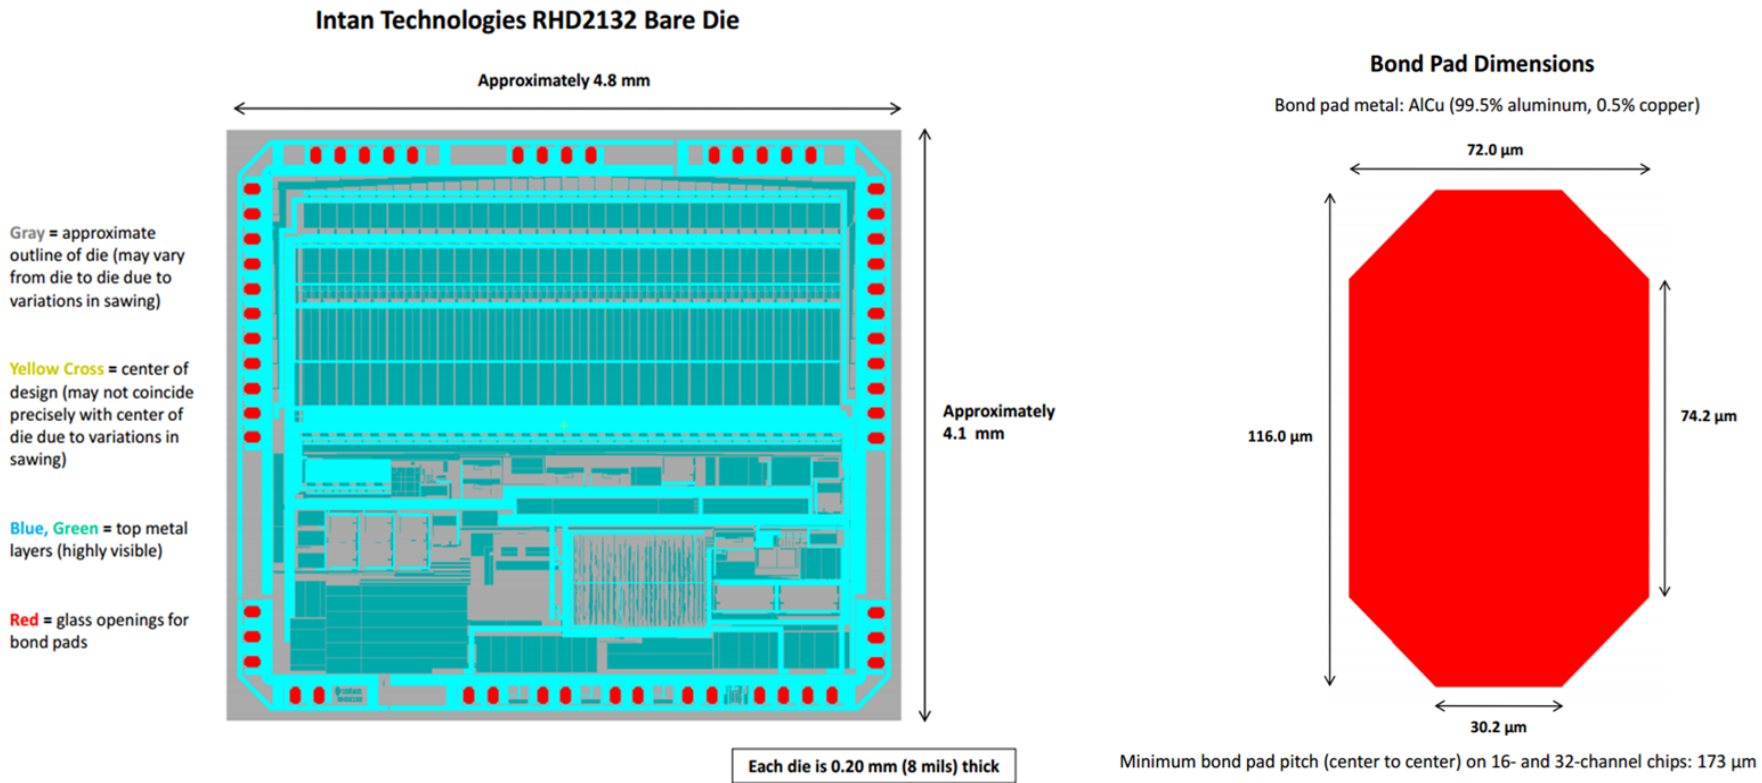 Intan Technologies RHD2132 Bare Die
Approximately 4.8 mm
Gray = approximate
outline of die (may vary
from die to die due to
variations in sawing)
Yellow Cross = center of
design (may not coincide
precisely with center of
die due to variations in
sawing)
Blue, Green = top metal
layers (highly visible)
Red = glass openings for
bond pads
Approximately
4.1 mm
intan
Each die is 0.20 mm (8 mils) thick
Bond Pad Dimensions
Bond pad metal: AlCu (99.5% aluminum, 0.5% copper)
72.0 µm
116.0 µm
74.2 µm
30.2 µm
Minimum bond pad pitch (center to center) on 16- and 32-channel chips: 173 µm